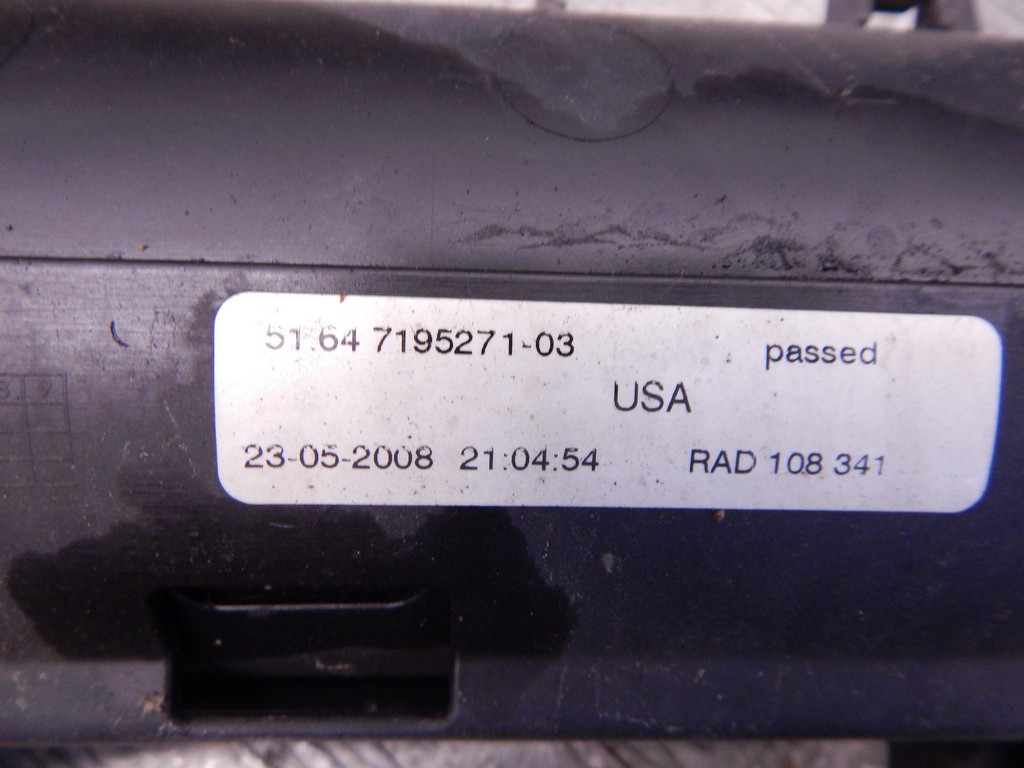 51.64 7195271-03
passed
USA
23-05-2008 21:04:54 RAD 108 341